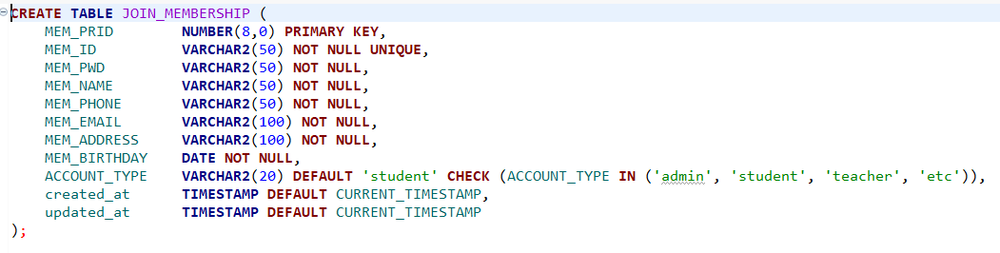 CREATE TABLE JOIN_MEMBERSHIP (
MEM_PRID NUMBER(8,0) PRIMARY KEY,
MEM_ID VARCHAR2(50) NOT NULL UNIQUE,
MEM_PWD VARCHAR2(50) NOT NULL,
MEM_NAME VARCHAR2(50) NOT NULL,
MEM_PHONE VARCHAR2(50) NOT NULL,
MEM_EMAIL VARCHAR2(100) NOT NULL,
MEM_ADDRESS VARCHAR2(100) NOT NULL,
MEM_BIRTHDAY DATE NOT NULL,
ACCOUNT_TYPE VARCHAR2(20) DEFAULT 'student' CHECK (ACCOUNT_TYPE IN ('admin', 'student', 'teacher', 'etc')),
created_at TIMESTAMP DEFAULT CURRENT_TIMESTAMP,
updated_at TIMESTAMP DEFAULT CURRENT_TIMESTAMP
);